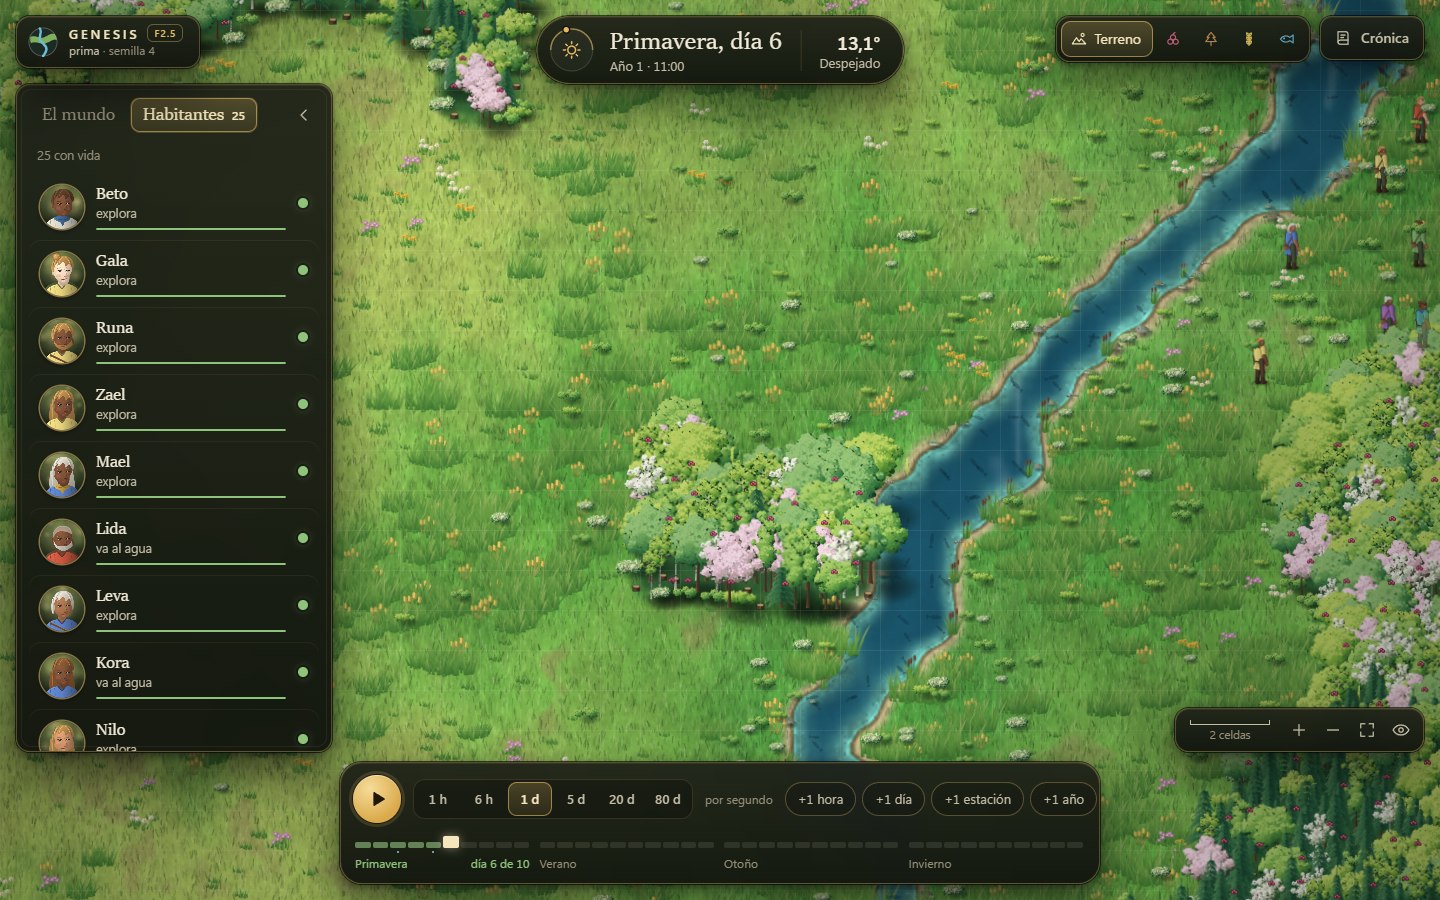 GENESIS F2.5
prima · semilla 4
Primavera, día 6
Año 1 · 11:00
13,1°
Despejado
Terreno
Crónica
El mundo
Habitantes 25
25 con vida
Beto
explora
Gala
explora
Runa
explora
Zael
explora
Mael
explora
Lida
va al agua
Leva
explora
Kora
va al agua
Nilo
explora
2 celdas
1 h 6 h 1 d 5 d 20 d 80 d por segundo +1 hora +1 día +1 estación +1 año
Primavera día 6 de 10 Verano Otoño Invierno